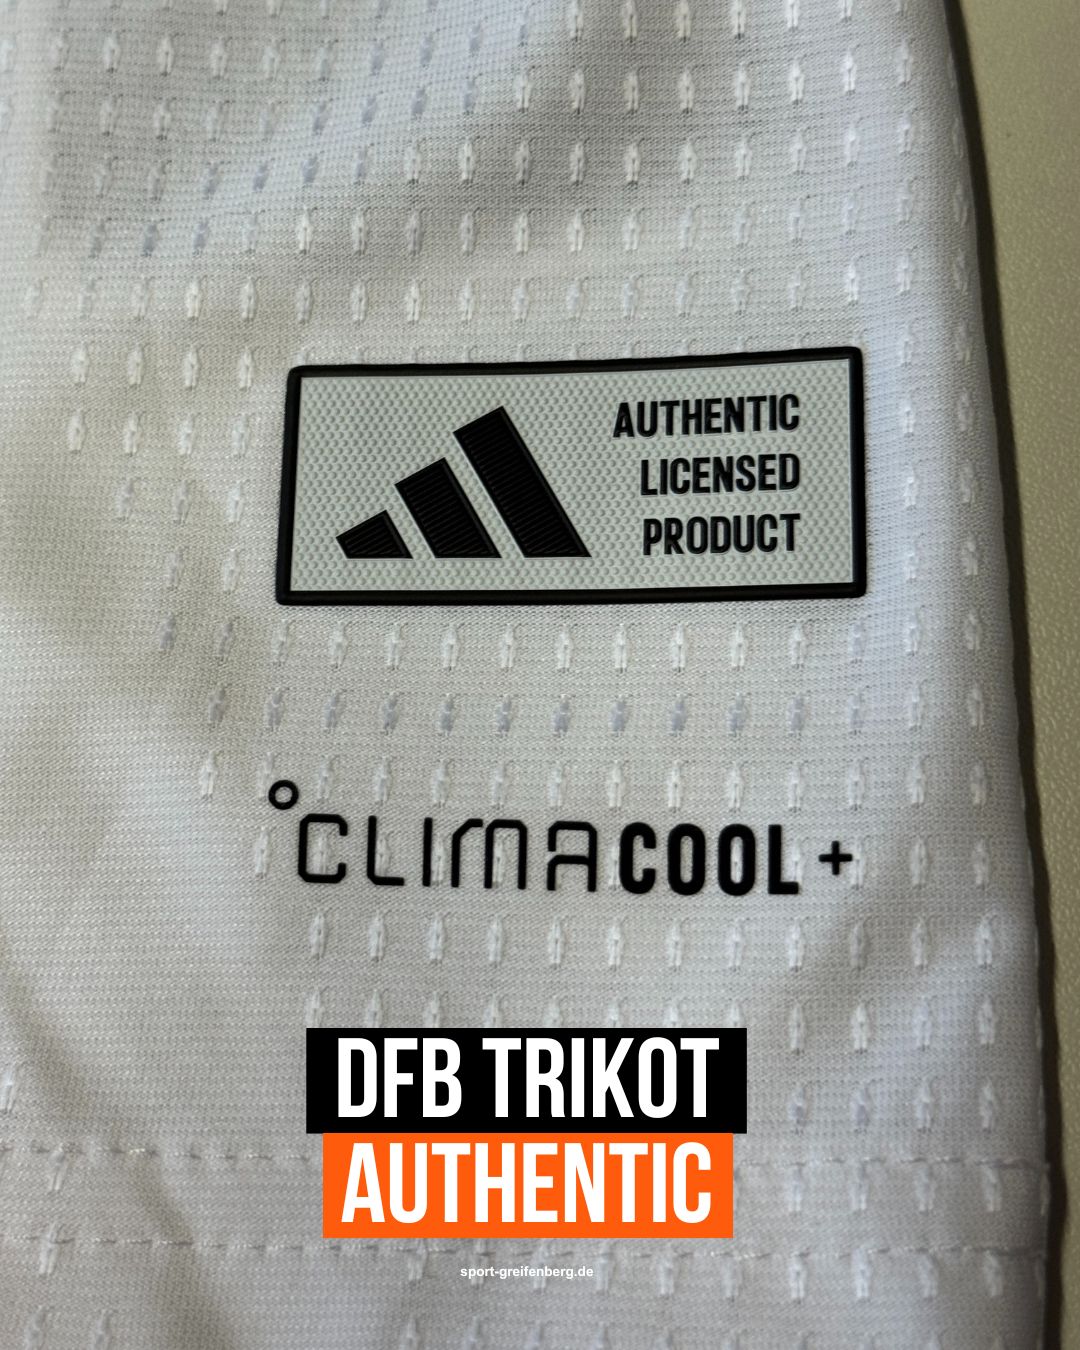 AUTHENTIC
LICENSED
PRODUCT
°CLIMACOOL+
DFB TRIKOT
AUTHENTIC
sport-greifenberg.de